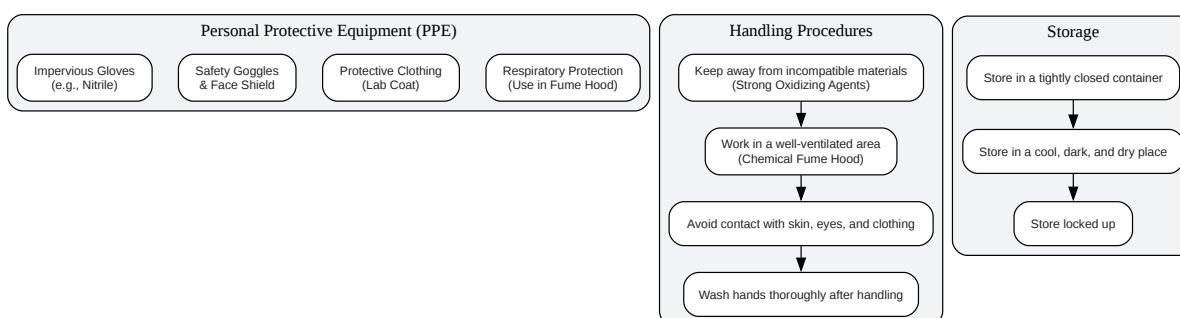 Personal Protective Equipment (PPE)
Impervious Gloves
(e.g., Nitrile)
Safety Goggles
& Face Shield
Protective Clothing
(Lab Coat)
Respiratory Protection
(Use in Fume Hood)
Handling Procedures
Keep away from incompatible materials
(Strong Oxidizing Agents)
Work in a well-ventilated area
(Chemical Fume Hood)
Avoid contact with skin, eyes, and clothing
Wash hands thoroughly after handling
Storage
Store in a tightly closed container
Store in a cool, dark, and dry place
Store locked up